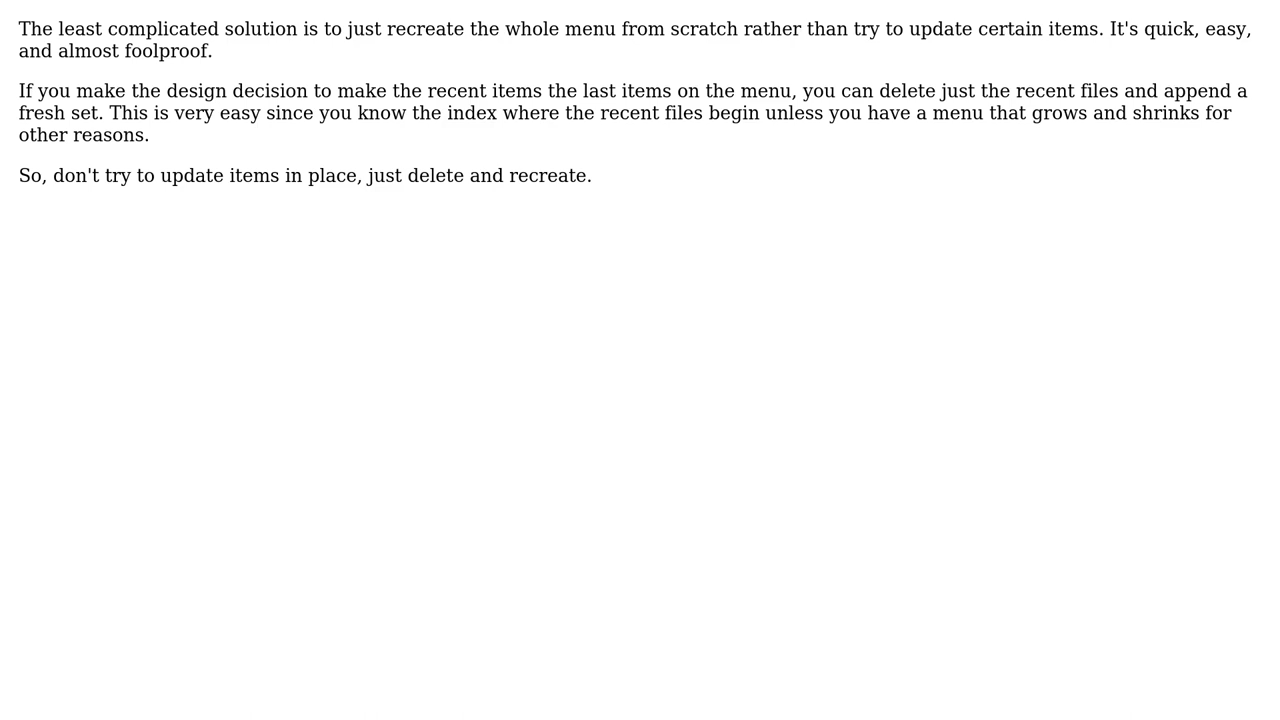 The least complicated solution is to just recreate the whole menu from scratch rather than try to update certain items. It's quick, easy,
and almost foolproof.
If you make the design decision to make the recent items the last items on the menu, you can delete just the recent files and append a
fresh set. This is very easy since you know the index where the recent files begin unless you have a menu that grows and shrinks for
other reasons.
So, don't try to update items in place, just delete and recreate.